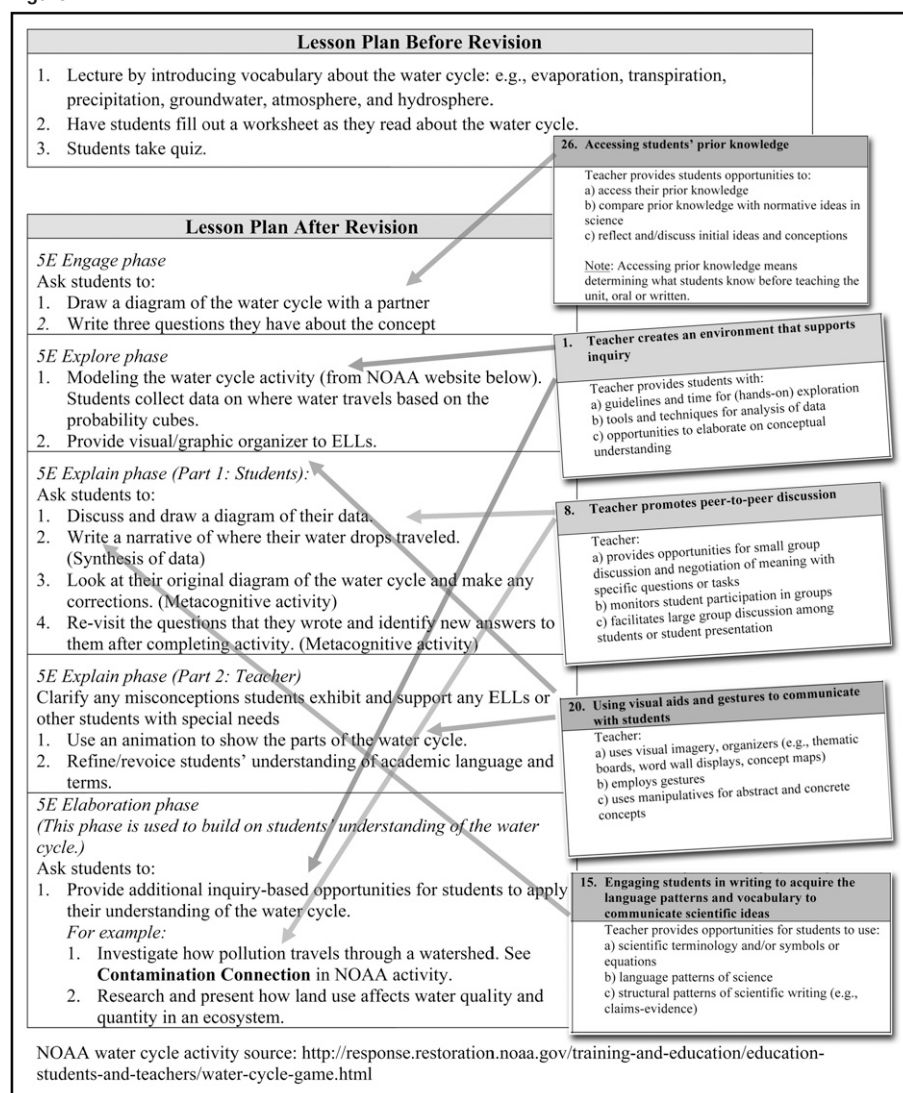 Lesson Plan Before Revision
1. Lecture by introducing vocabulary about the water cycle: e.g., evaporation, transpiration,
precipitation, groundwater, atmosphere, and hydrosphere.
2. Have students fill out a worksheet as they read about the water cycle.
3. Students take quiz.
26. Accessing students' prior knowledge
Teacher provides students opportunities to:
a) access their prior knowledge
b) compare prior knowledge with normative ideas in
science
c) reflect and/discuss initial ideas and conceptions
Note: Accessing prior knowledge means
determining what students know before teaching the
unit, oral or written.
Lesson Plan After Revision
5E Engage phase
Ask students to:
1. Draw a diagram of the water cycle with a partner
2. Write three questions they have about the concept
5E Explore phase
1. Modeling the water cycle activity (from NOAA website below).
Students collect data on where water travels based on the
probability cubes.
2. Provide visual/graphic organizer to ELLs.
1. Teacher creates an environment that supports
inquiry
Teacher provides students with:
a) guidelines and time for (hands-on) exploration
b) tools and techniques for analysis of data
c) opportunities to elaborate on conceptual
understanding
5E Explain phase (Part 1: Students):
Ask students to:
1. Discuss and draw a diagram of their data.
2. Write a narrative of where their water drops traveled.
(Synthesis of data)
3. Look at their original diagram of the water cycle and make any
corrections. (Metacognitive activity)
4. Re-visit the questions that they wrote and identify new answers to
them after completing activity. (Metacognitive activity)
8. Teacher promotes peer-to-peer discussion
Teacher:
a) provides opportunities for small group
discussion and negotiation of meaning with
specific questions or tasks
b) monitors student participation in groups
c) facilitates large group discussion among
students or student presentation
5E Explain phase (Part 2: Teacher)
Clarify any misconceptions students exhibit and support any ELLs or
other students with special needs
1. Use an animation to show the parts of the water cycle.
2. Refine/revoice students' understanding of academic language and
terms.
20. Using visual aids and gestures to communicate
with students
Teacher:
a) uses visual imagery, organizers (e.g., thematic
boards, word wall displays, concept maps)
b) employs gestures
c) uses manipulatives for abstract and concrete
concepts
5E Elaboration phase
(This phase is used to build on students' understanding of the water
cycle.)
Ask students to:
1. Provide additional inquiry-based opportunities for students to apply
their understanding of the water cycle.
For example:
1. Investigate how pollution travels through a watershed. See
Contamination Connection in NOAA activity.
2. Research and present how land use affects water quality and
quantity in an ecosystem.
15. Engaging students in writing to acquire the
language patterns and vocabulary to
communicate scientific ideas
Teacher provides opportunities for students to use:
a) scientific terminology and/or symbols or
equations
b) language patterns of science
c) structural patterns of scientific writing (e.g.,
claims-evidence)
NOAA water cycle activity source: http://response.restoration.noaa.gov/training-and-education/education-
students-and-teachers/water-cycle-game.html